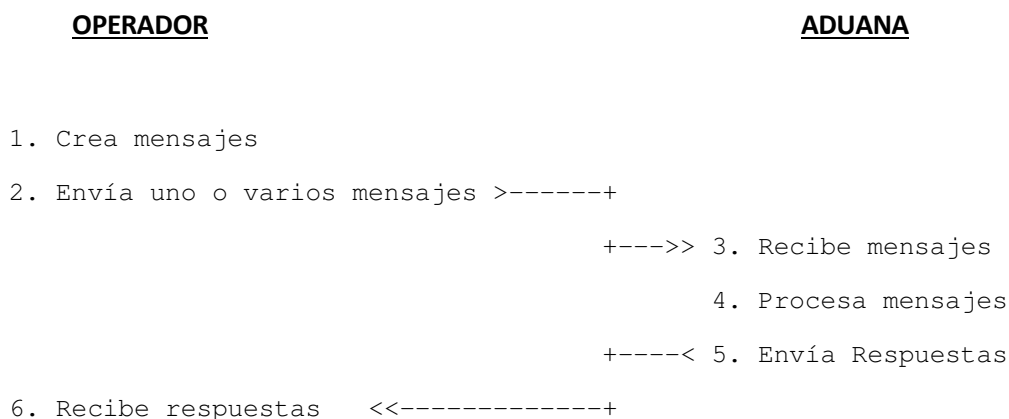 OPERADOR ADUANA
1. Crea mensajes
2. Envía uno o varios mensajes >------+
+--->> 3. Recibe mensajes
4. Procesa mensajes
+----< 5. Envía Respuestas
6. Recibe respuestas <<-------------+